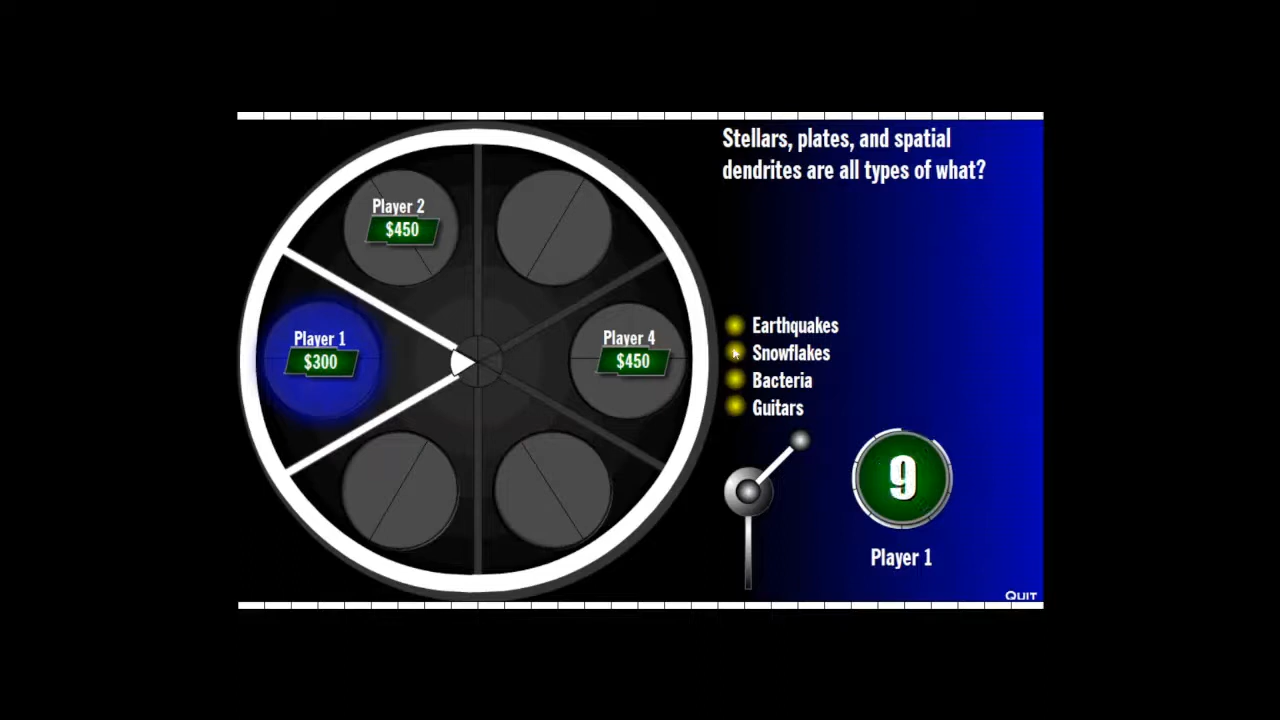 Stellars, plates, and spatial
dendrites are all types of what?
Player 2
$450
Player 1
$300
Player 4
$450
Earthquakes
Snowflakes
Bacteria
Guitars
9
Player 1
QUIT